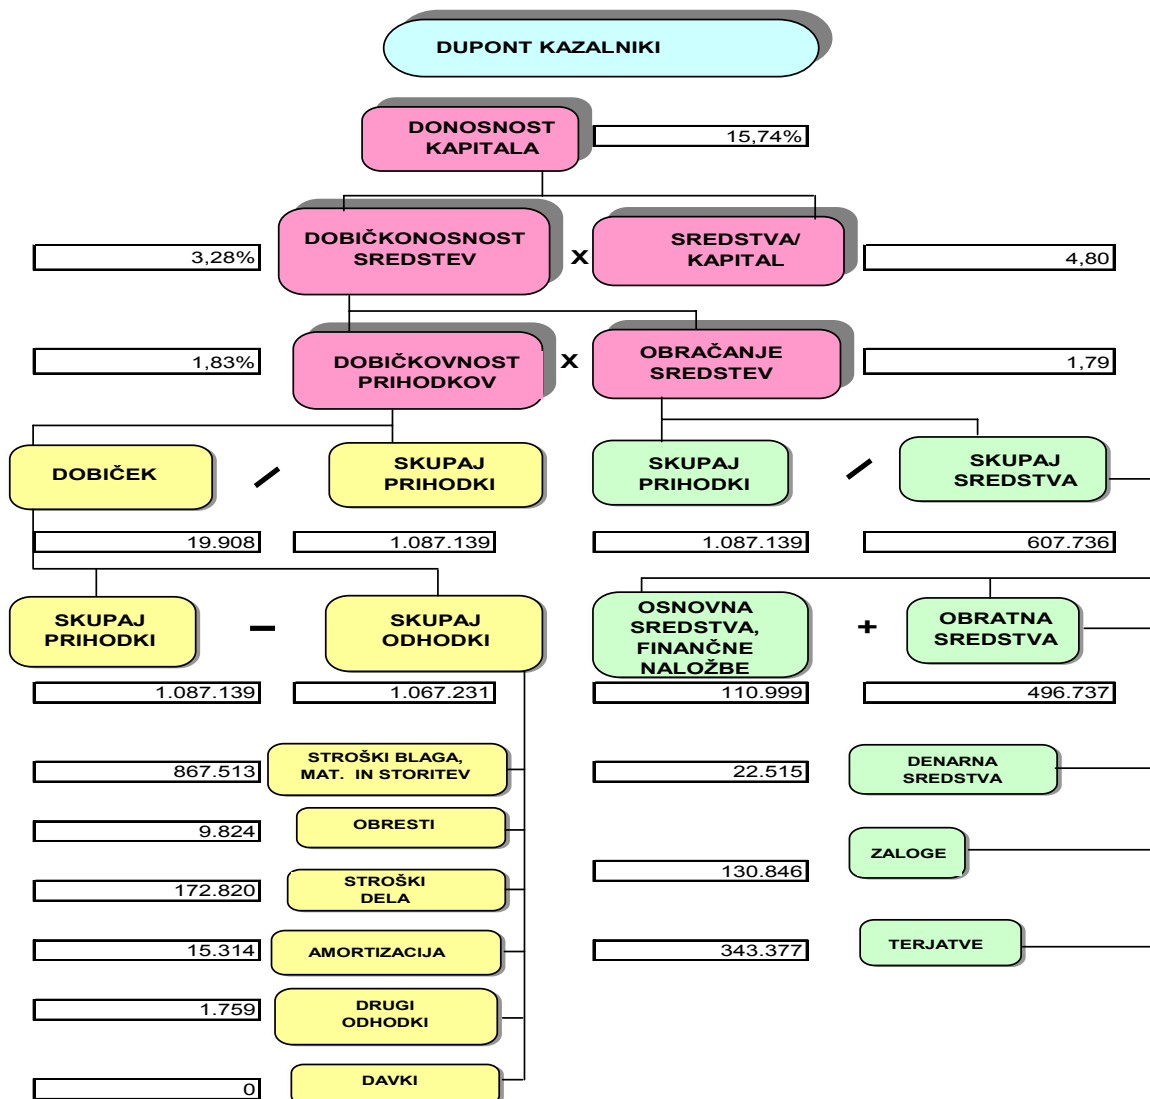 DUPONT KAZALNIKI
DONOSNOST
KAPITALA
15,74%
DOBIČKONOSNOST
SREDSTEV
x
SREDSTVA/
KAPITAL
3,28%
4,80
DOBIČKOVNOST
PRIHODKOV
x
OBRAČANJE
SREDSTEV
1,83%
1,79
DOBIČEK
/
SKUPAJ
PRIHODKI
SKUPAJ
PRIHODKI
/
SKUPAJ
SREDSTVA
19.908
1.087.139
1.087.139
607.736
SKUPAJ
PRIHODKI
–
SKUPAJ
ODHODKI
OSNOVNA
SREDSTVA,
FINANČNE
NALOŽBE
+
OBRATNA
SREDSTVA
1.087.139
1.067.231
110.999
496.737
867.513
STROŠKI BLAGA,
MAT. IN STORITEV
22.515
DENARNA
SREDSTVA
9.824
OBRESTI
130.846
ZALOGE
172.820
STROŠKI
DELA
343.377
TERJATVE
15.314
AMORTIZACIJA
1.759
DRUGI
ODHODKI
0
DAVKI